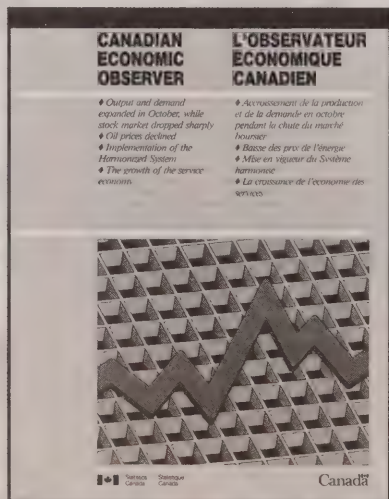 CANADIAN
ECONOMIC
OBSERVER
♦ Output and demand
expanded in October, while
stock market dropped sharply
♦ Oil prices declined
♦ Implementation of the
Harmonized System
♦ The growth of the service
economy
L'OBSERVATEUR
ÉCONOMIQUE
CANADIEN
♦ Accroissement de la production
et de la demande en octobre
pendant la chute du marché
boursier
♦ Baisse des prix de l'énergie
♦ Mise en vigueur du Système
harmonisé
♦ La croissance de l'économie des
services
Statistics
Canada
Statistique
Canada
Canada